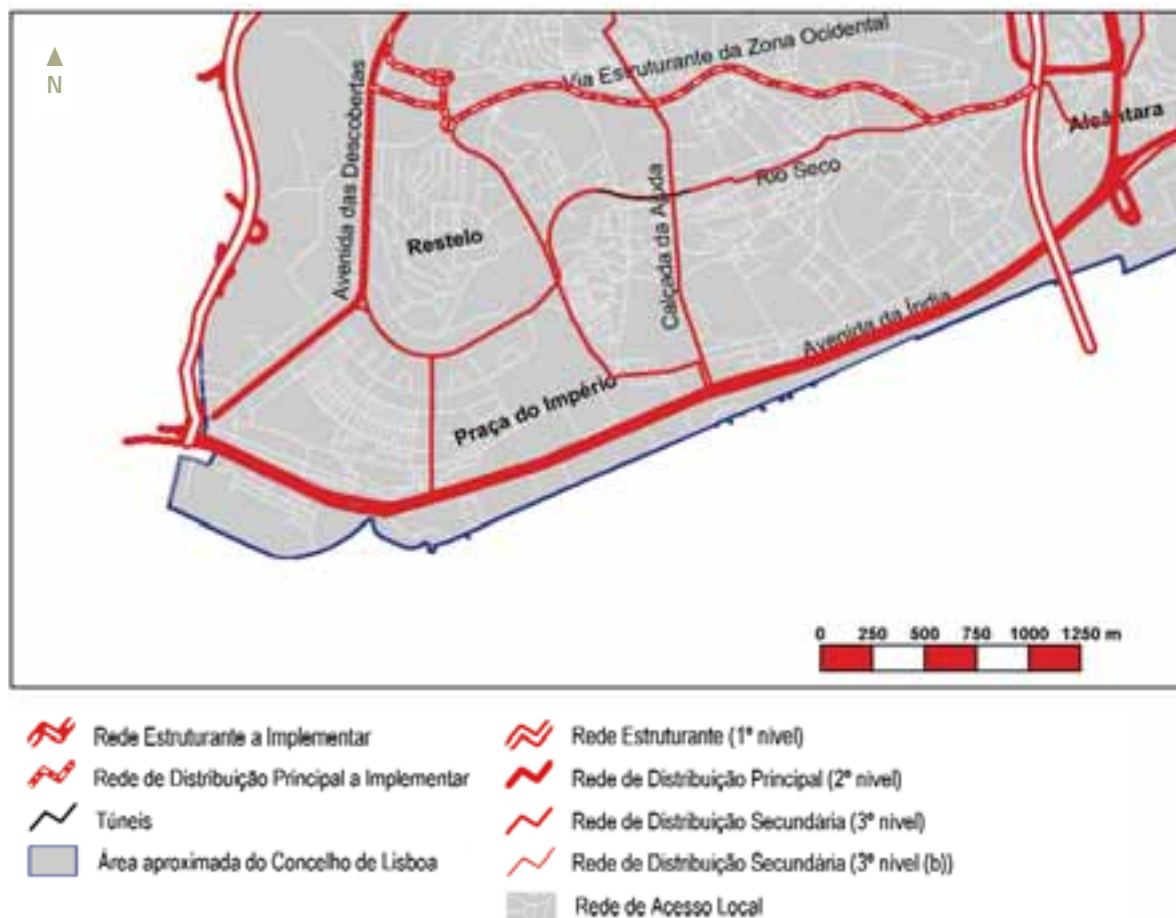 N
Via Estruturante da Zona Ocidental
Avenida das Descobertas
Alcântara
Rio Seco
Calçada da Ajuda
Restelo
Avenida da Índia
Praça do Império
0 250 500 750 1000 1250 m
Rede Estruturante a Implementar
Rede de Distribuição Principal a Implementar
Túneis
Área aproximada do Concelho de Lisboa
Rede Estruturante (1º nível)
Rede de Distribuição Principal (2º nível)
Rede de Distribuição Secundária (3º nível)
Rede de Distribuição Secundária (3º nível (b))
Rede de Acesso Local